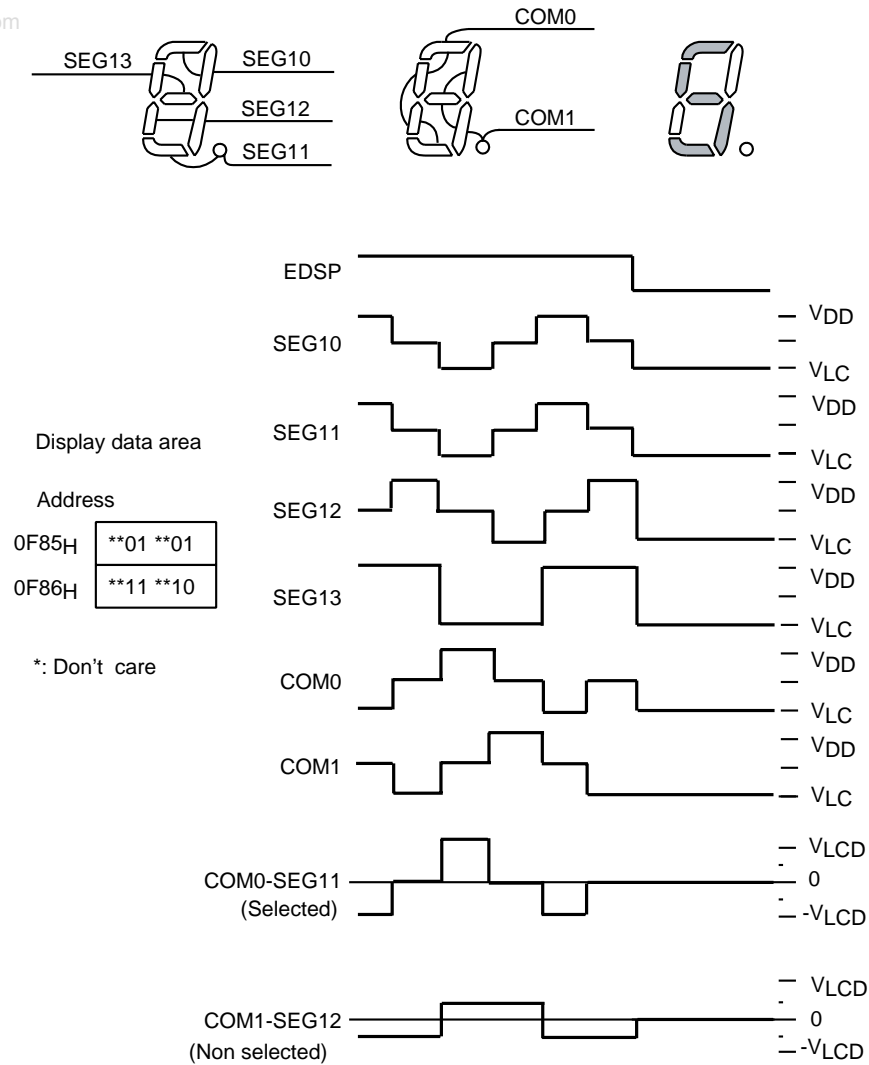 om
COM0
SEG13
SEG10
SEG12
COM1
SEG11
EDSP
VDD
SEG10
VLC
VDD
Display data area
SEG11
VLC
Address
VDD
SEG12
0F85H **01 **01
VLC
VDD
0F86H **11 **10
SEG13
VLC
*: Don't care
VDD
COM0
VLC
VDD
COM1
VLC
VLCD
COM0-SEG11
0
(Selected)
-VLCD
VLCD
COM1-SEG12
0
(Non selected)
-VLCD